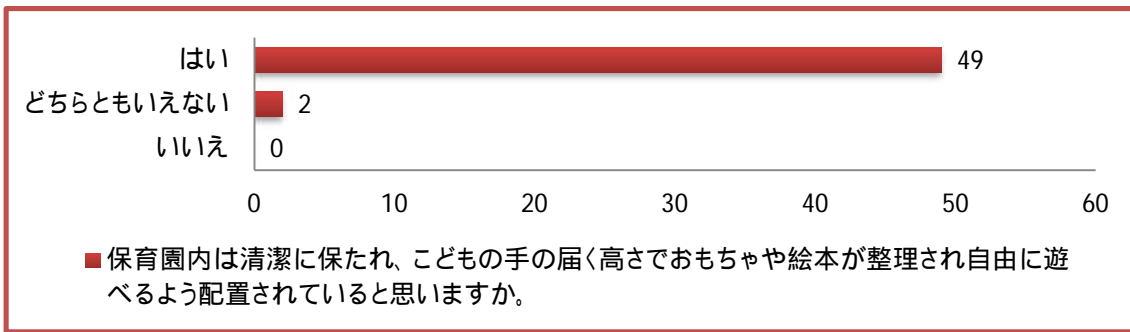 はい 49
どちらともいえない 2
いいえ 0
0 10 20 30 40 50 60
保育園内は清潔に保たれ、こどもの手の届く高さでおもちゃや絵本が整理され自由に遊
べるよう配置されていると思いますか。